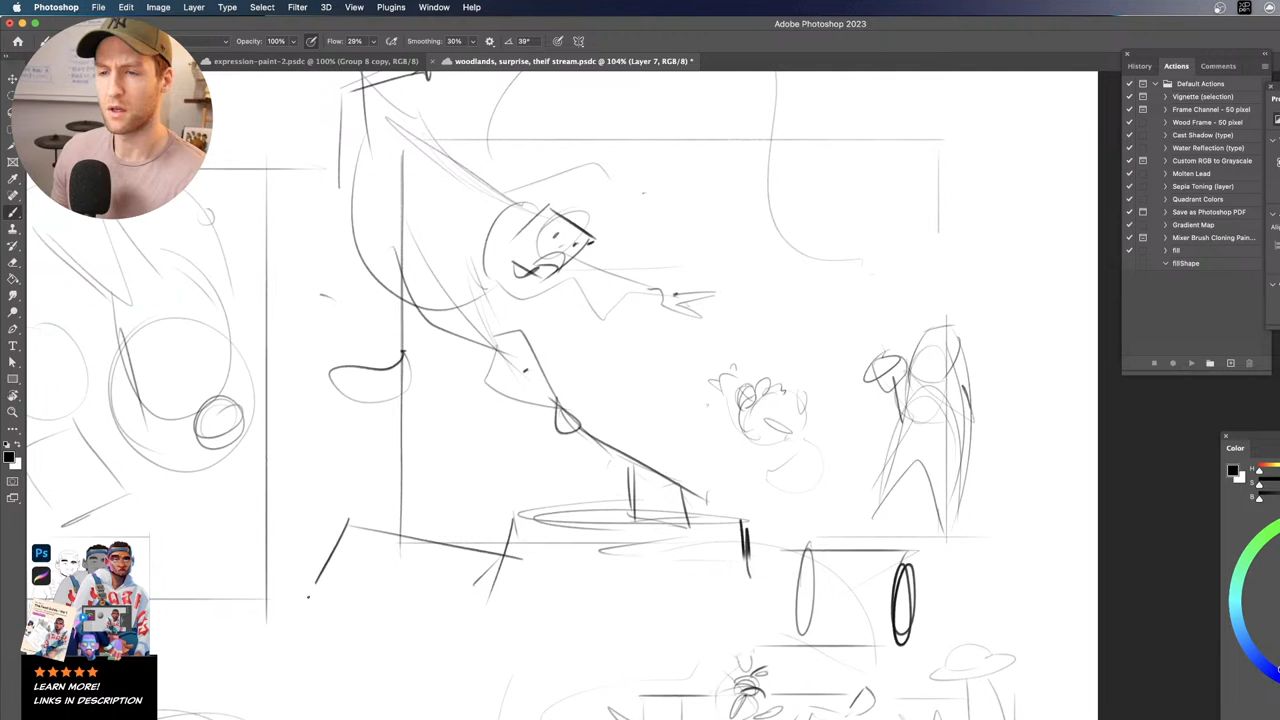 Photoshop File Edit Image Layer Type Select Filter 3D View Plugins Window Help
Adobe Photoshop 2023
Opacity: 100% Flow: 29% Smoothing: 30% 39°
expression-paint-2.psdc @ 100% (Group 8 copy, RGB/8)
woodlands, surprise, theif stream.psdc @ 104% (Layer 7, RGB/8) *
History Actions Comments
Default Actions
Vignette (selection)
Frame Channel - 50 pixel
Wood Frame - 50 pixel
Cast Shadow (type)
Water Reflection (type)
Custom RGB to Grayscale
Molten Lead
Sepia Toning (layer)
Quadrant Colors
Save as Photoshop PDF
Gradient Map
Mixer Brush Cloning Pain...
fill
fillShape
Color
H
S
B
Ps
LEARN MORE!
LINKS IN DESCRIPTION